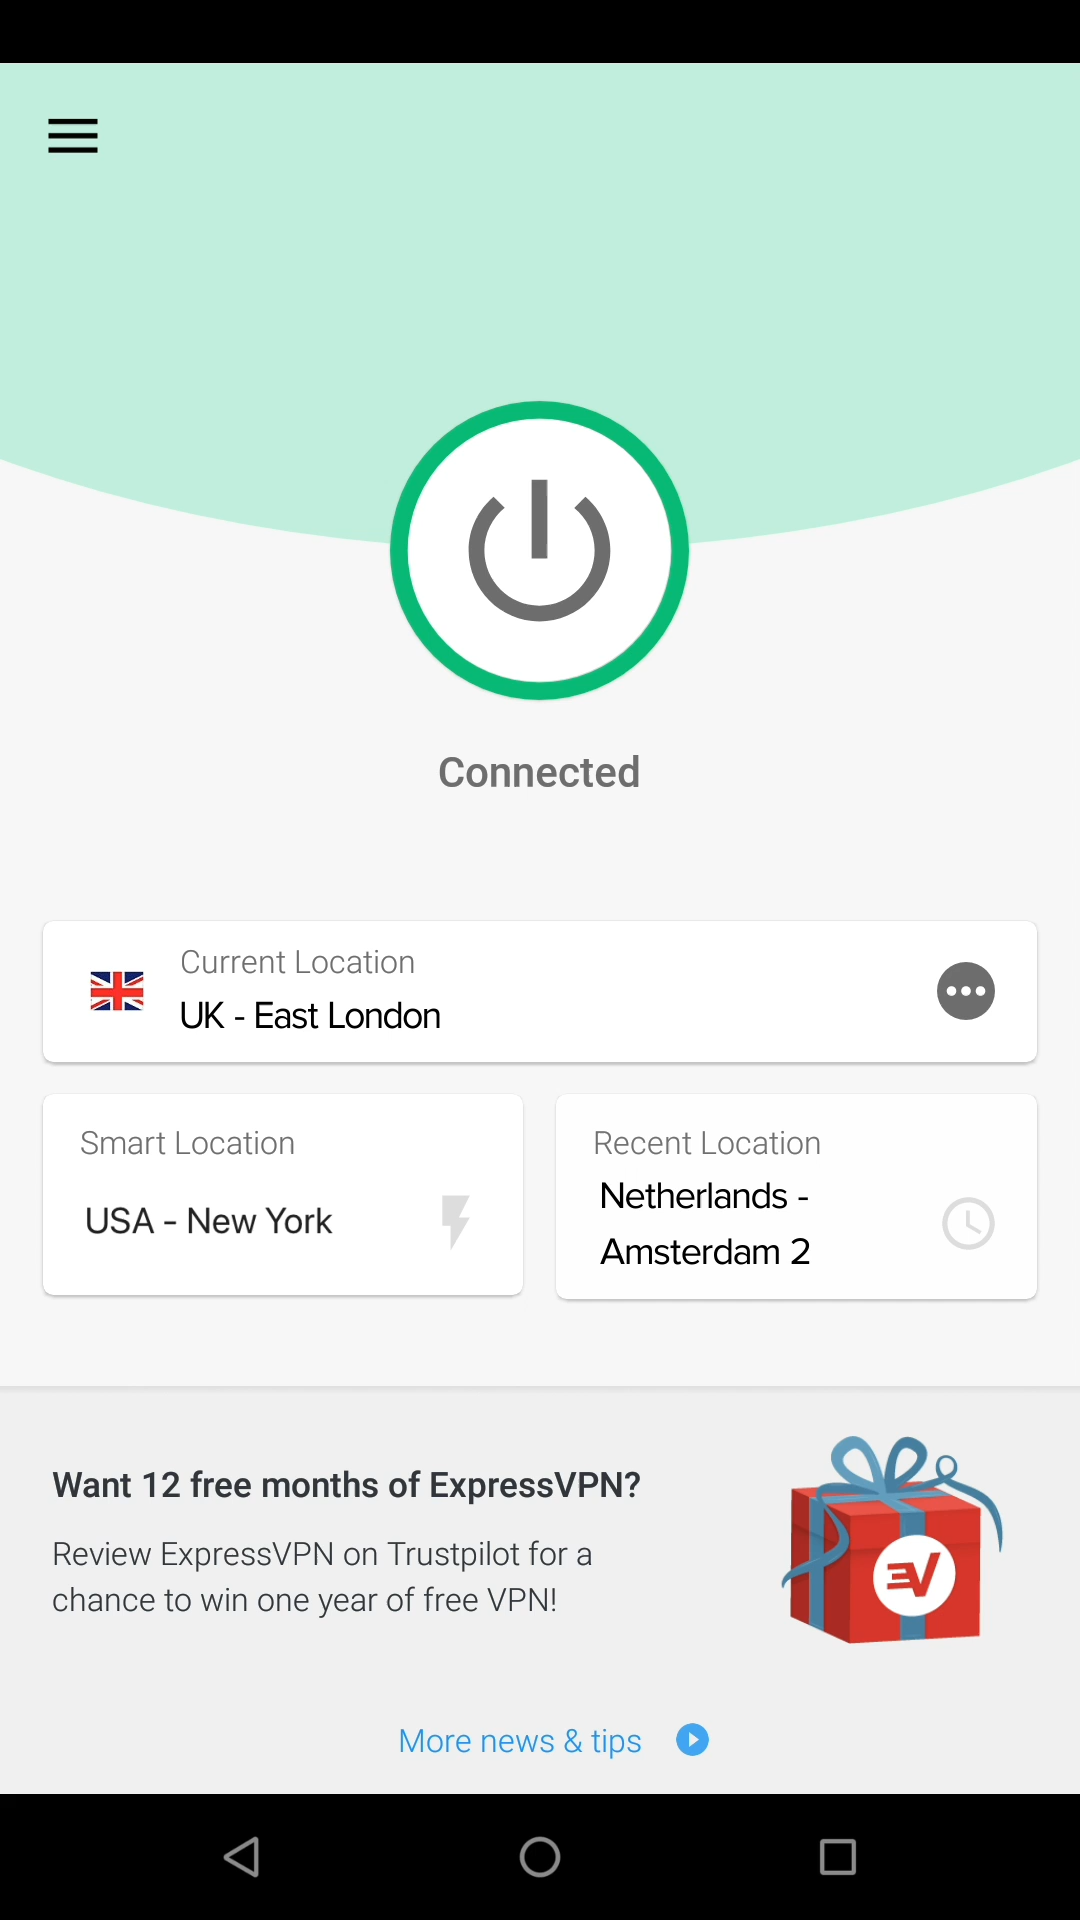 Connected
Current Location
UK - East London
Smart Location
USA - New York
Recent Location
Netherlands -
Amsterdam 2
Want 12 free months of ExpressVPN?
Review ExpressVPN on Trustpilot for a
chance to win one year of free VPN!
EV
More news & tips